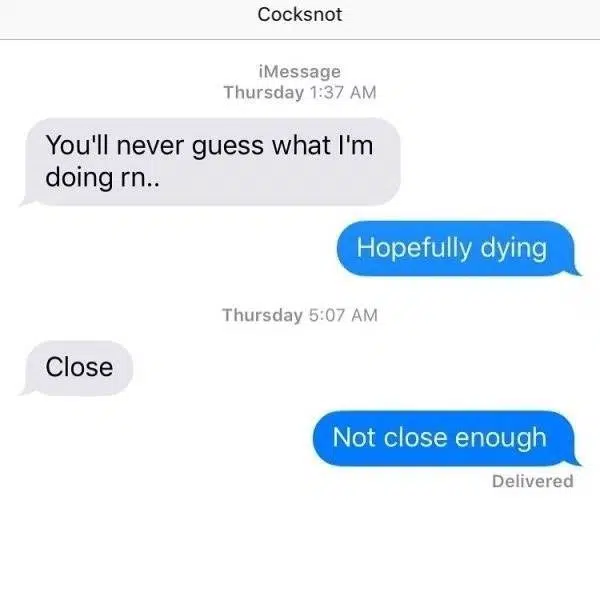 Cocksnot
iMessage
Thursday 1:37 AM
You'll never guess what I'm
doing rn..
Hopefully dying
Thursday 5:07 AM
Close
Not close enough
Delivered